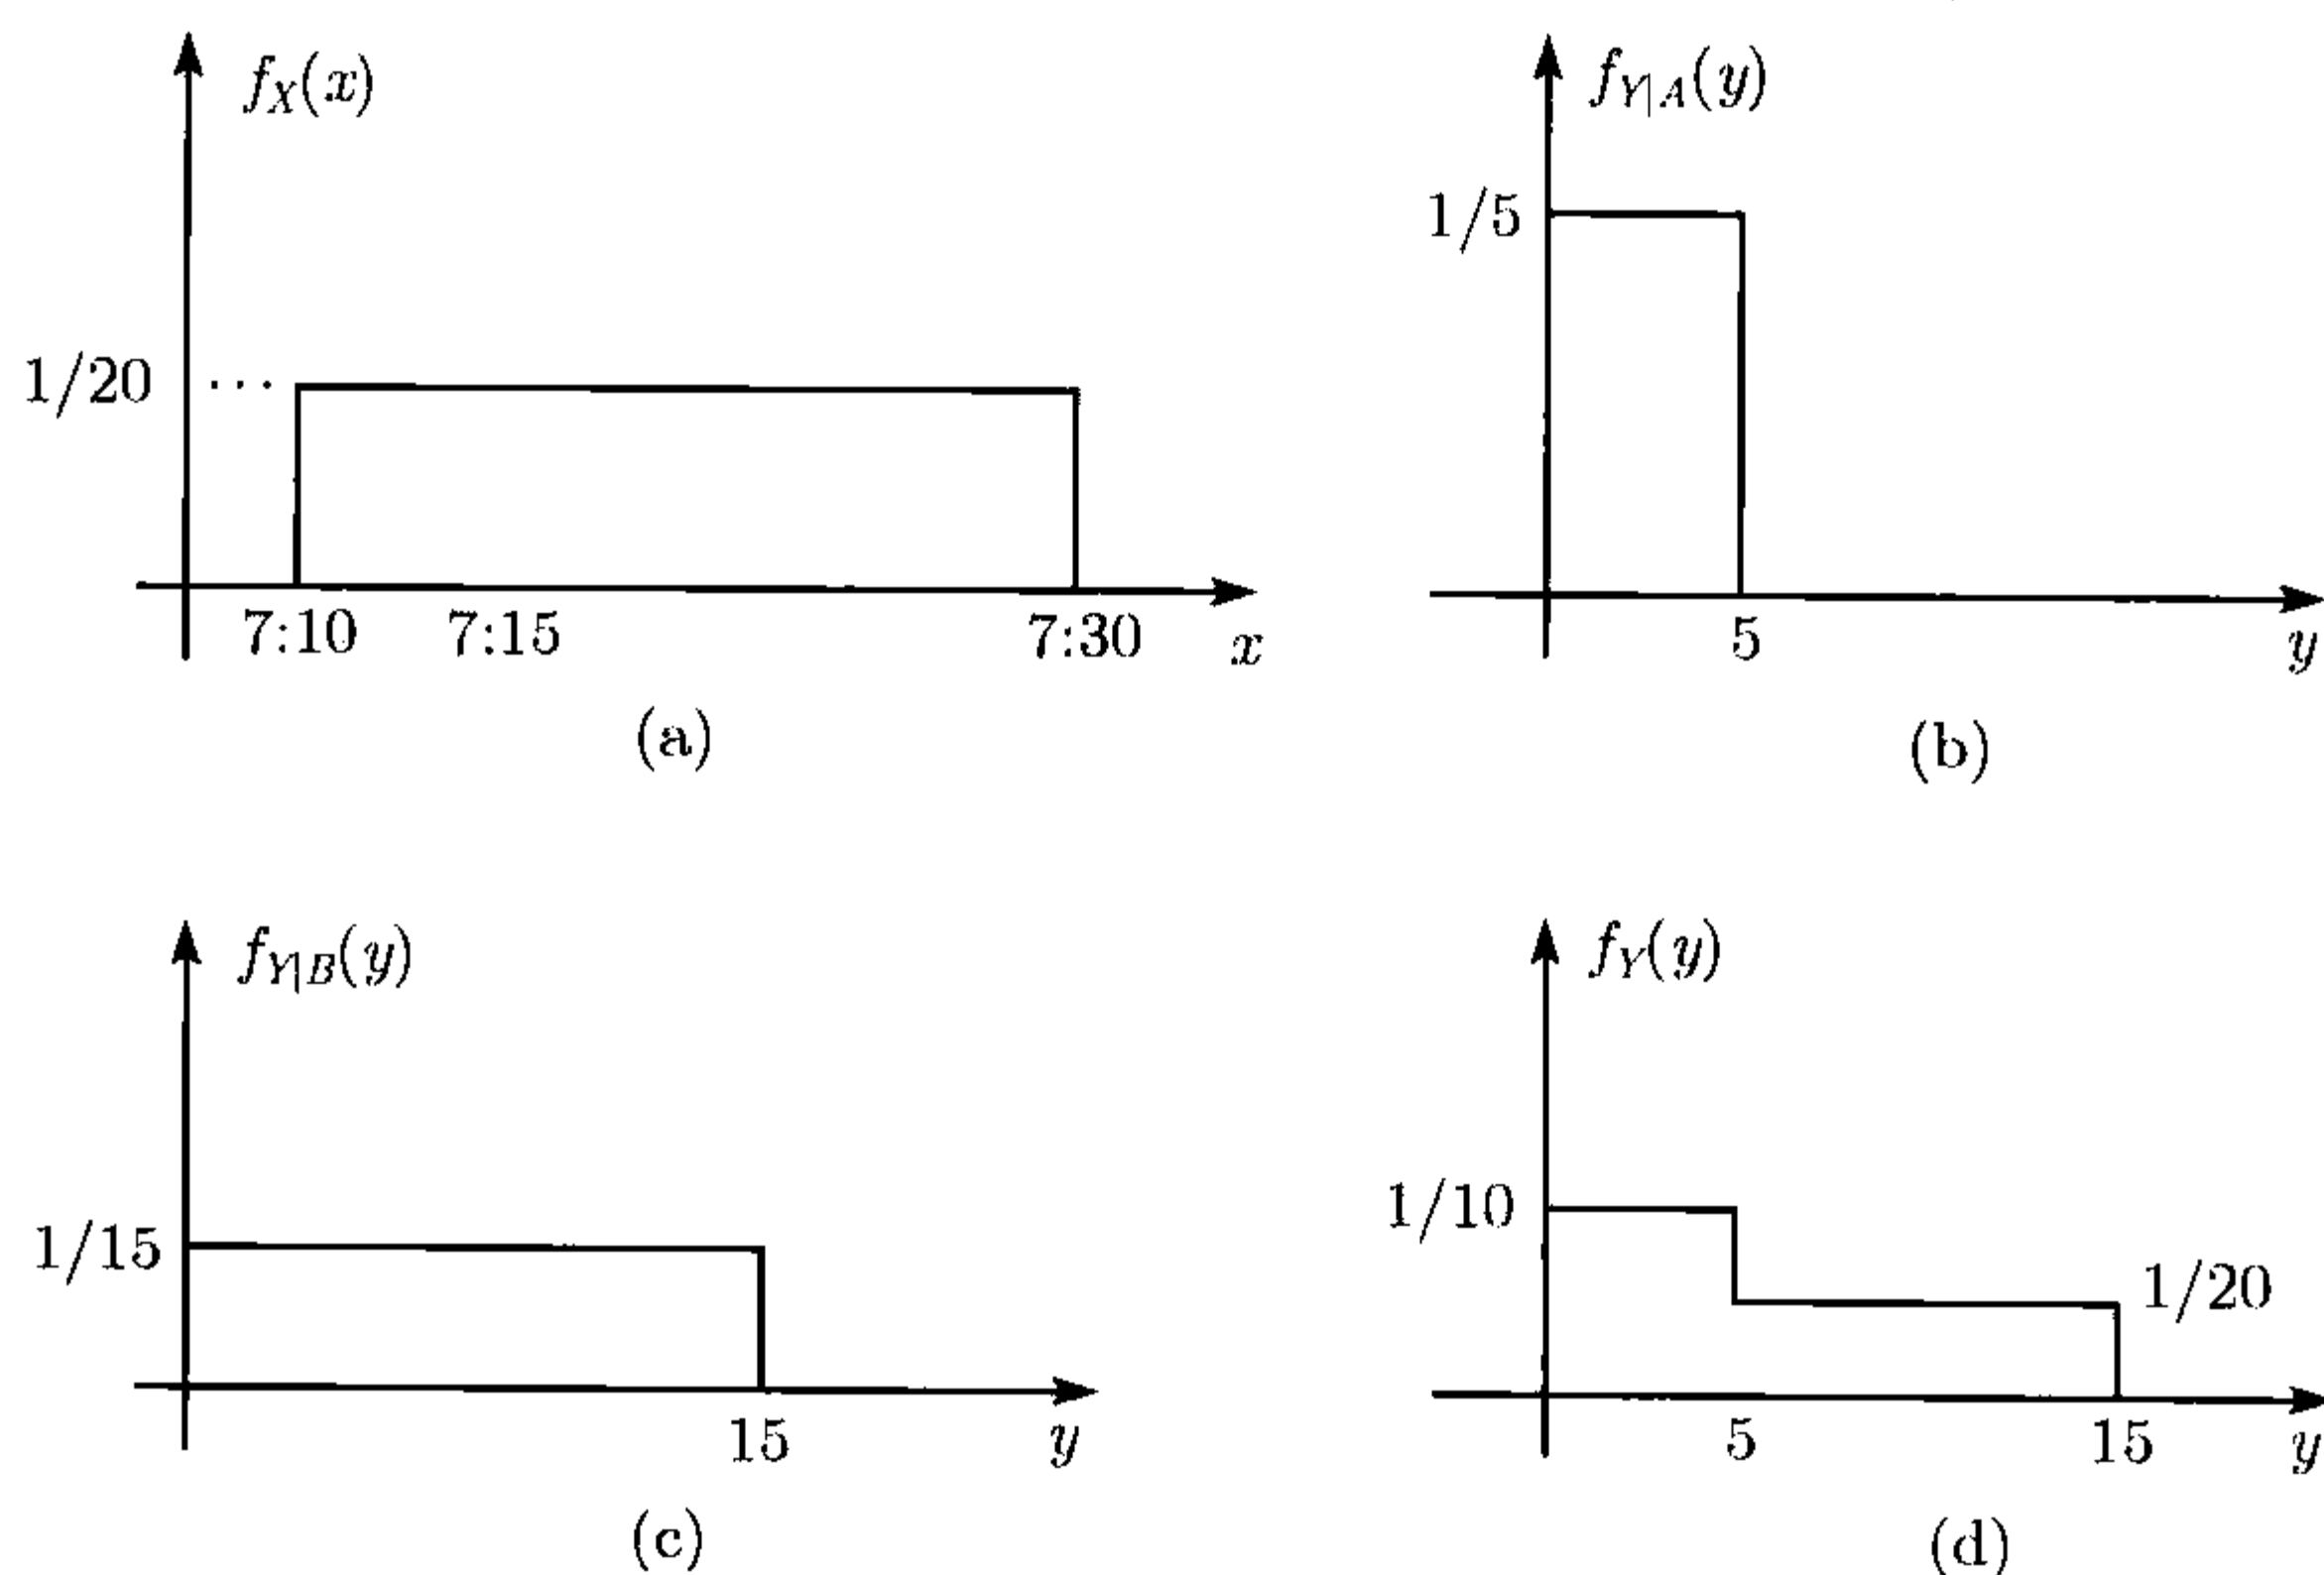 f_X(x)
1/20 ...
7:10 7:15 7:30 x
(a)
f_{Y|A}(y)
1/5
5 y
(b)
f_{Y|B}(y)
1/15
15 y
(c)
f_Y(y)
1/10
1/20
5 15 y
(d)